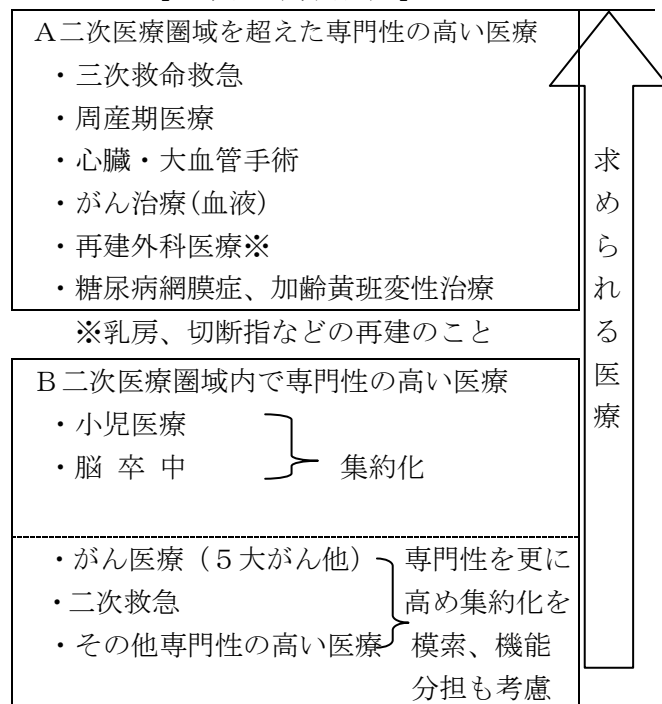 Ａ二次医療圏域を超えた専門性の高い医療
・三次救命救急
・周産期医療
・心臓・大血管手術
・がん治療(血液)
・再建外科医療※
・糖尿病網膜症、加齢黄斑変性治療
※乳房、切断指などの再建のこと
Ｂ二次医療圏域内で専門性の高い医療
・小児医療
・脳 卒 中
集約化
・がん医療（５大がん他）
・二次救急
・その他専門性の高い医療
専門性を更に
高め集約化を
模索、機能
分担も考慮
求められる医療